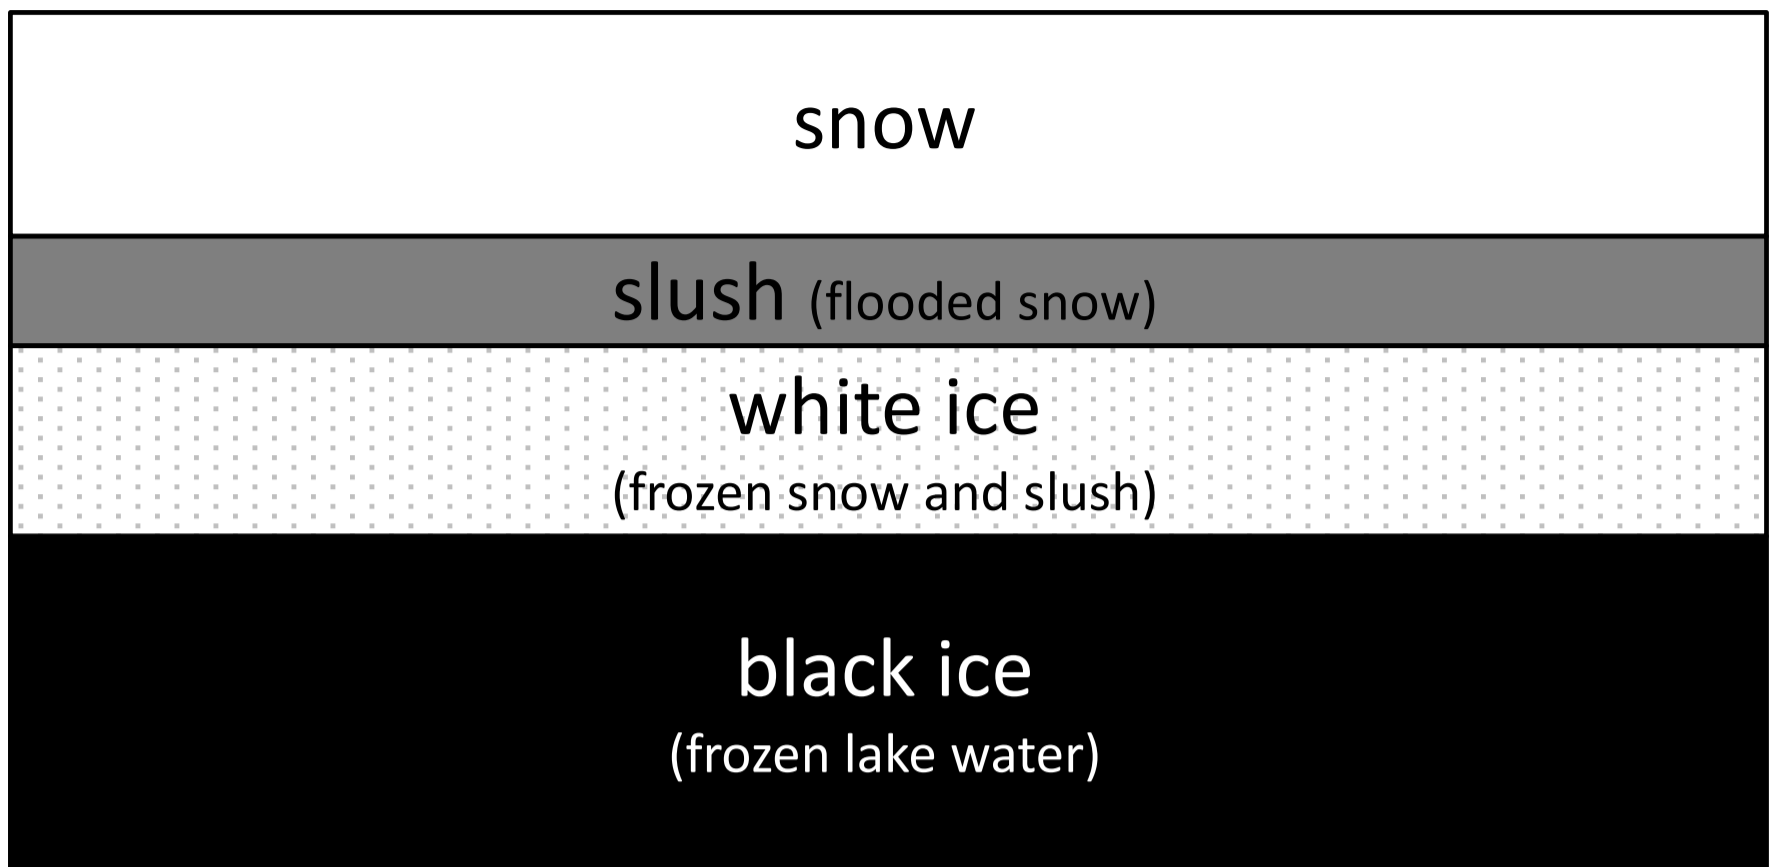 snow
slush (flooded snow)
white ice
(frozen snow and slush)
black ice
(frozen lake water)